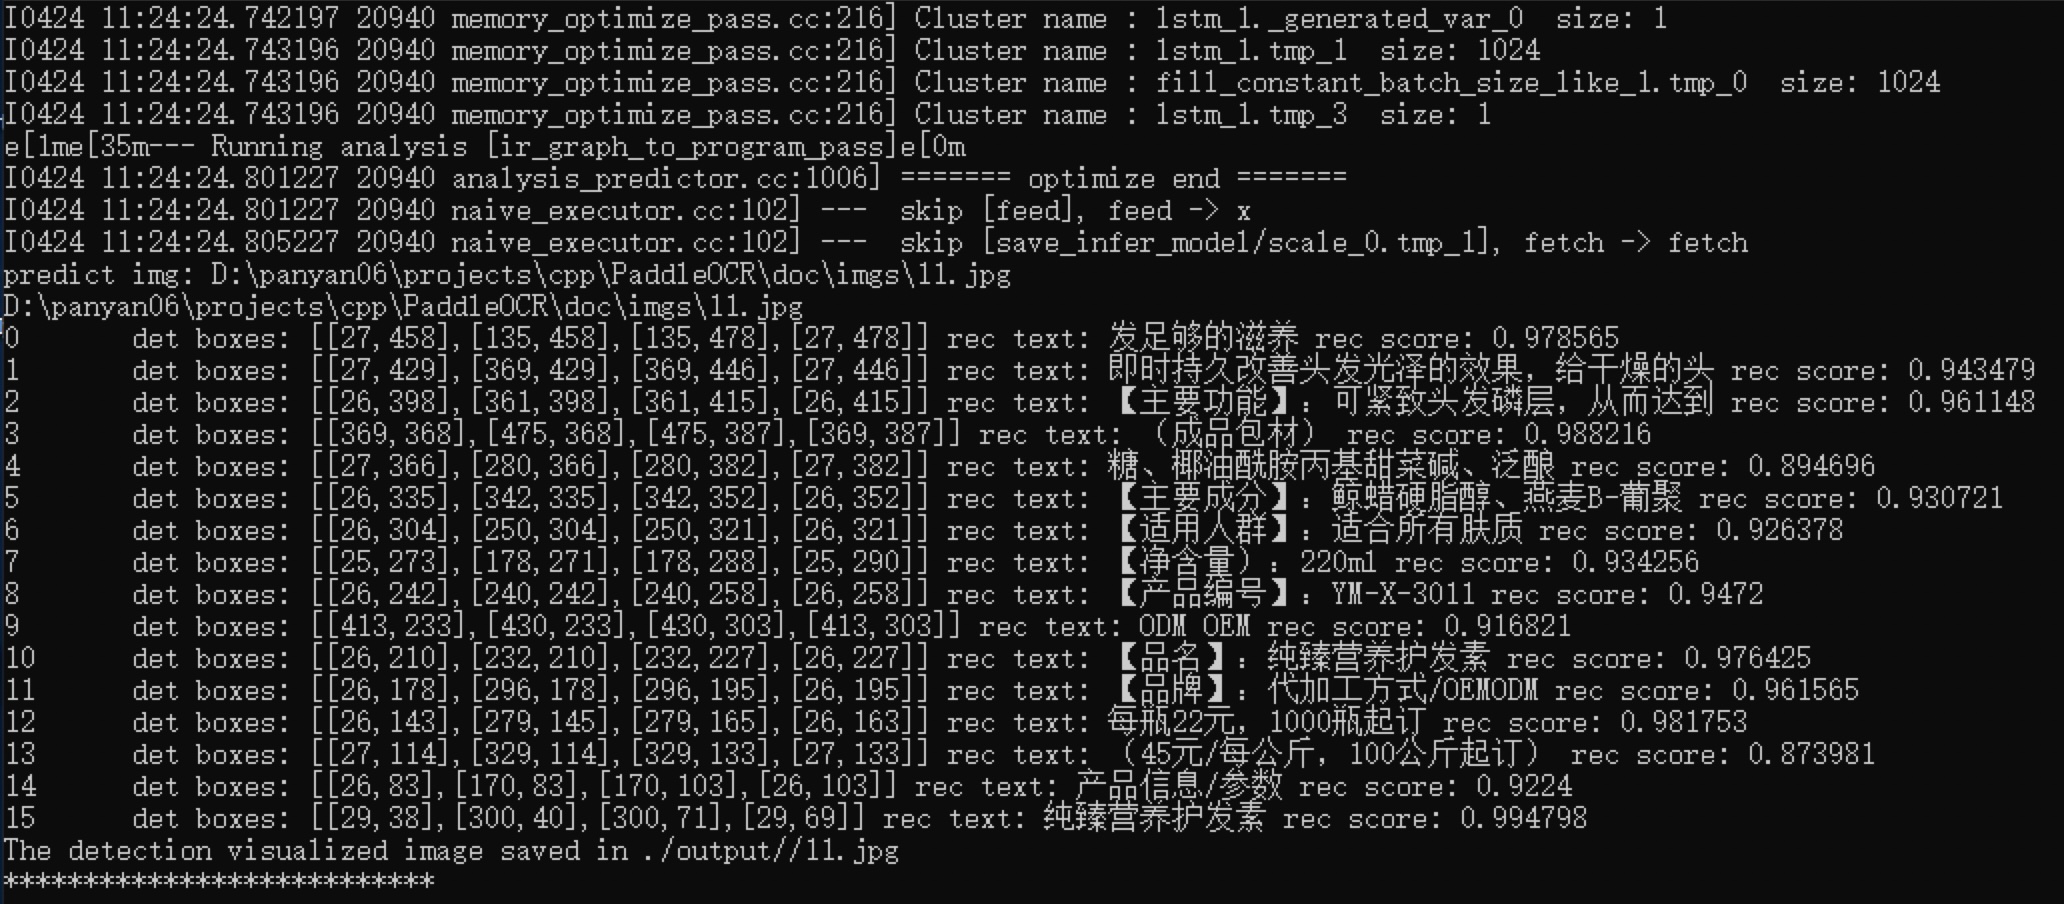 I0424 11:24:24.742197 20940 memory_optimize_pass.cc:216] Cluster name : lstm_1._generated_var_0  size: 1
I0424 11:24:24.743196 20940 memory_optimize_pass.cc:216] Cluster name : lstm_1.tmp_1  size: 1024
I0424 11:24:24.743196 20940 memory_optimize_pass.cc:216] Cluster name : fill_constant_batch_size_like_1.tmp_0  size: 1024
I0424 11:24:24.743196 20940 memory_optimize_pass.cc:216] Cluster name : lstm_1.tmp_3  size: 1
e[1me[35m--- Running analysis [ir_graph_to_program_pass]e[0m
I0424 11:24:24.801227 20940 analysis_predictor.cc:1006] ======= optimize end =======
I0424 11:24:24.801227 20940 naive_executor.cc:102] ---  skip [feed], feed -> x
I0424 11:24:24.805227 20940 naive_executor.cc:102] ---  skip [save_infer_model/scale_0.tmp_1], fetch -> fetch
predict img: D:\panyan06\projects\cpp\PaddleOCR\doc\imgs\11.jpg
D:\panyan06\projects\cpp\PaddleOCR\doc\imgs\11.jpg
0       det boxes: [[27,458],[135,458],[135,478],[27,478]] rec text: 发足够的滋养 rec score: 0.978565
1       det boxes: [[27,429],[369,429],[369,446],[27,446]] rec text: 即时持久改善头发光泽的效果，给干燥的头 rec score: 0.943479
2       det boxes: [[26,398],[361,398],[361,415],[26,415]] rec text: 【主要功能】：可紧致头发磷层，从而达到 rec score: 0.961148
3       det boxes: [[369,368],[475,368],[475,387],[369,387]] rec text: （成品包材） rec score: 0.988216
4       det boxes: [[27,366],[280,366],[280,382],[27,382]] rec text: 糖、椰油酰胺丙基甜菜碱、泛酿 rec score: 0.894696
5       det boxes: [[26,335],[342,335],[342,352],[26,352]] rec text: 【主要成分】：鲸蜡硬脂醇、燕麦B-葡聚 rec score: 0.930721
6       det boxes: [[26,304],[250,304],[250,321],[26,321]] rec text: 【适用人群】：适合所有肤质 rec score: 0.926378
7       det boxes: [[25,273],[178,271],[178,288],[25,290]] rec text: 【净含量）：220ml rec score: 0.934256
8       det boxes: [[26,242],[240,242],[240,258],[26,258]] rec text: 【产品编号】：YM-X-3011 rec score: 0.9472
9       det boxes: [[413,233],[430,233],[430,303],[413,303]] rec text: ODM OEM rec score: 0.916821
10      det boxes: [[26,210],[232,210],[232,227],[26,227]] rec text: 【品名】：纯臻营养护发素 rec score: 0.976425
11      det boxes: [[26,178],[296,178],[296,195],[26,195]] rec text: 【品牌】：代加工方式/OEMODM rec score: 0.961565
12      det boxes: [[26,143],[279,145],[279,165],[26,163]] rec text: 每瓶22元，1000瓶起订 rec score: 0.981753
13      det boxes: [[27,114],[329,114],[329,133],[27,133]] rec text: （45元/每公斤，100公斤起订） rec score: 0.873981
14      det boxes: [[26,83],[170,83],[170,103],[26,103]] rec text: 产品信息/参数 rec score: 0.9224
15      det boxes: [[29,38],[300,40],[300,71],[29,69]] rec text: 纯臻营养护发素 rec score: 0.994798
The detection visualized image saved in ./output//11.jpg
***************************